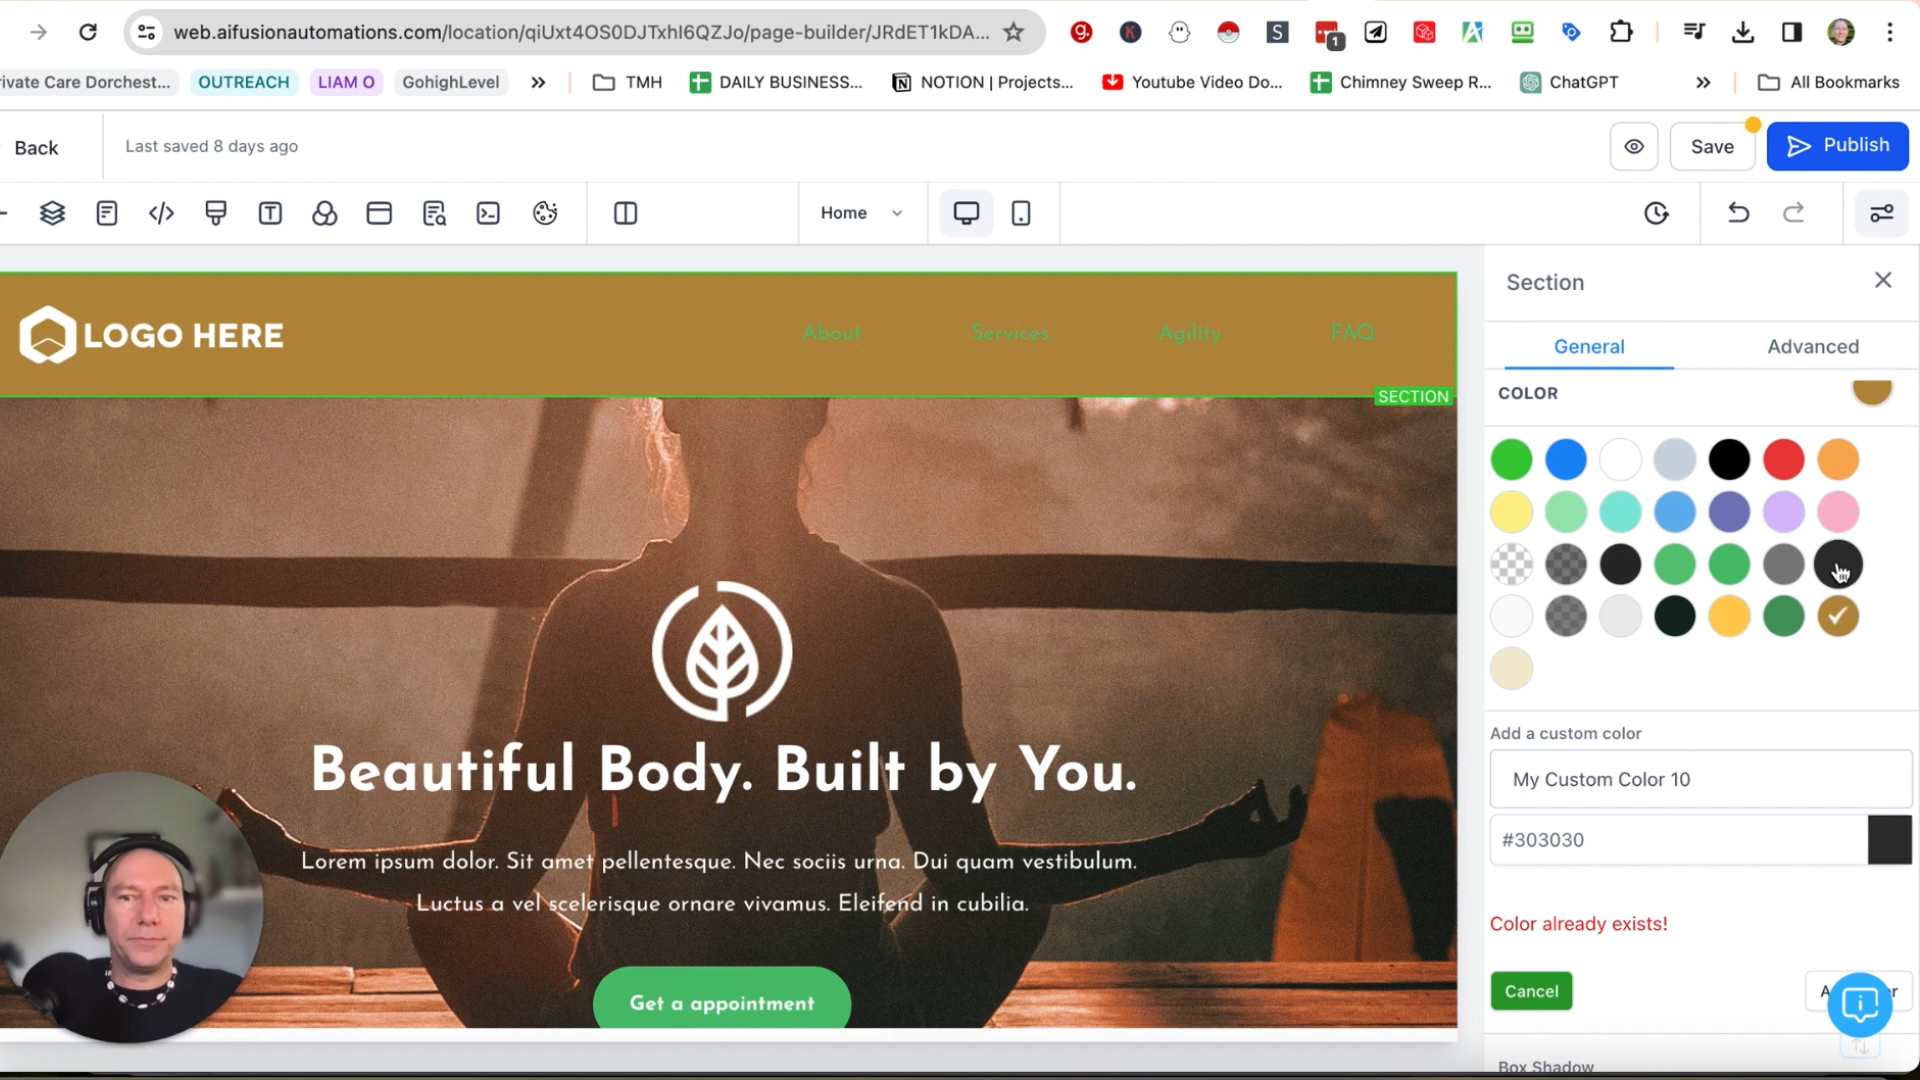 web.aifusionautomations.com/location/qiUxt4OS0DJTxhI6QZJo/page-builder/JRdET1kDA...
1
ivate Care Dorchest...
OUTREACH
LIAM O
GohighLevel
TMH
DAILY BUSINESS...
NOTION | Projects...
Youtube Video Do...
Chimney Sweep R...
ChatGPT
All Bookmarks
Back
Last saved 8 days ago
Save
Publish
Home
Section
General
Advanced
LOGO HERE
About
Services
Agility
FAQ
SECTION
COLOR
Beautiful Body. Built by You.
Lorem ipsum dolor. Sit amet pellentesque. Nec sociis urna. Dui quam vestibulum.
Luctus a vel scelerisque ornare vivamus. Eleifend in cubilia.
Get a appointment
Add a custom color
My Custom Color 10
#303030
Color already exists!
Cancel
Box Shadow